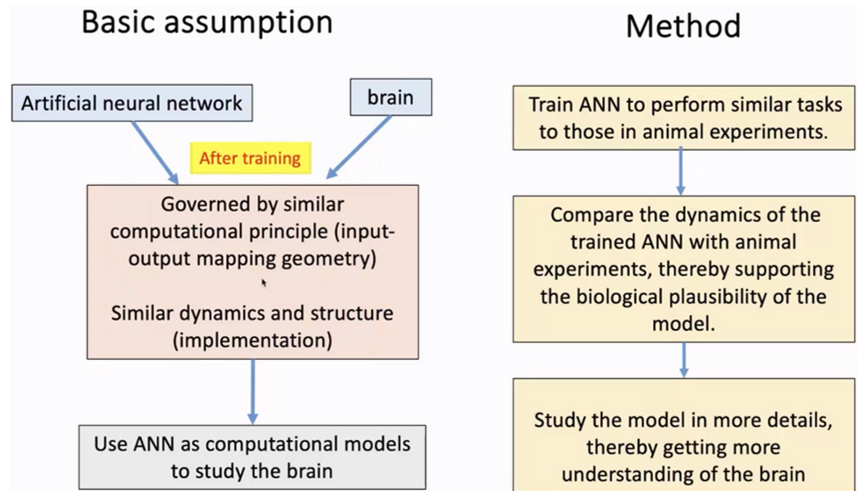 Basic assumption
Artificial neural network
brain
After training
Governed by similar
computational principle (input-
output mapping geometry)
Similar dynamics and structure
(implementation)
Use ANN as computational models
to study the brain
Method
Train ANN to perform similar tasks
to those in animal experiments.
Compare the dynamics of the
trained ANN with animal
experiments, thereby supporting
the biological plausibility of the
model.
Study the model in more details,
thereby getting more
understanding of the brain